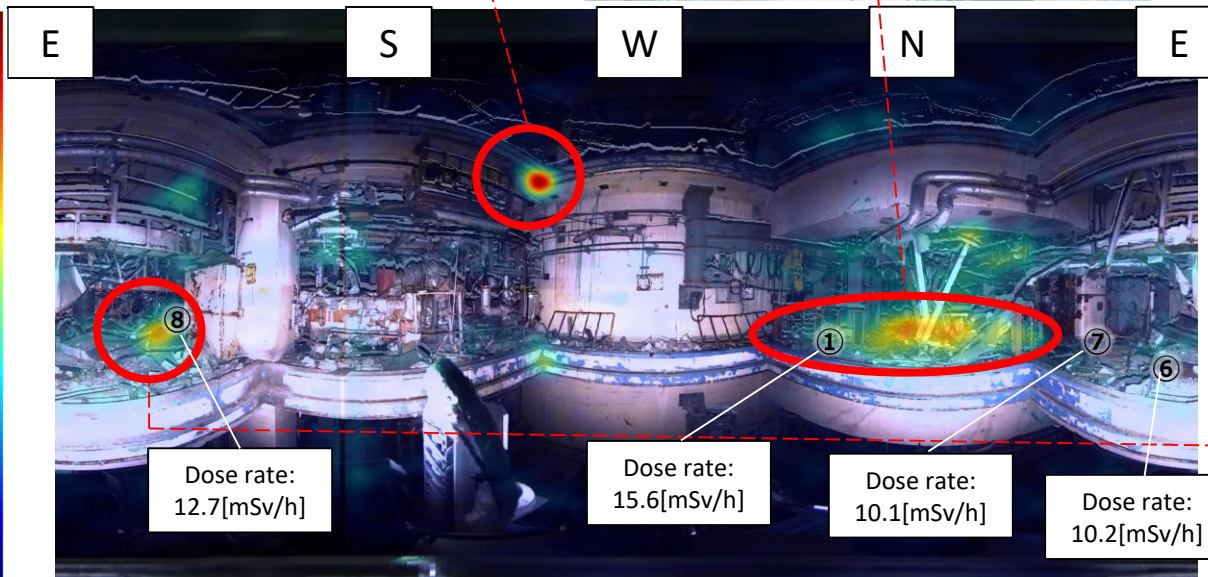 E
S
W
N
E
⑧
①
⑦
⑥
Dose rate:
12.7[mSv/h]
Dose rate:
15.6[mSv/h]
Dose rate:
10.1[mSv/h]
Dose rate:
10.2[mSv/h]